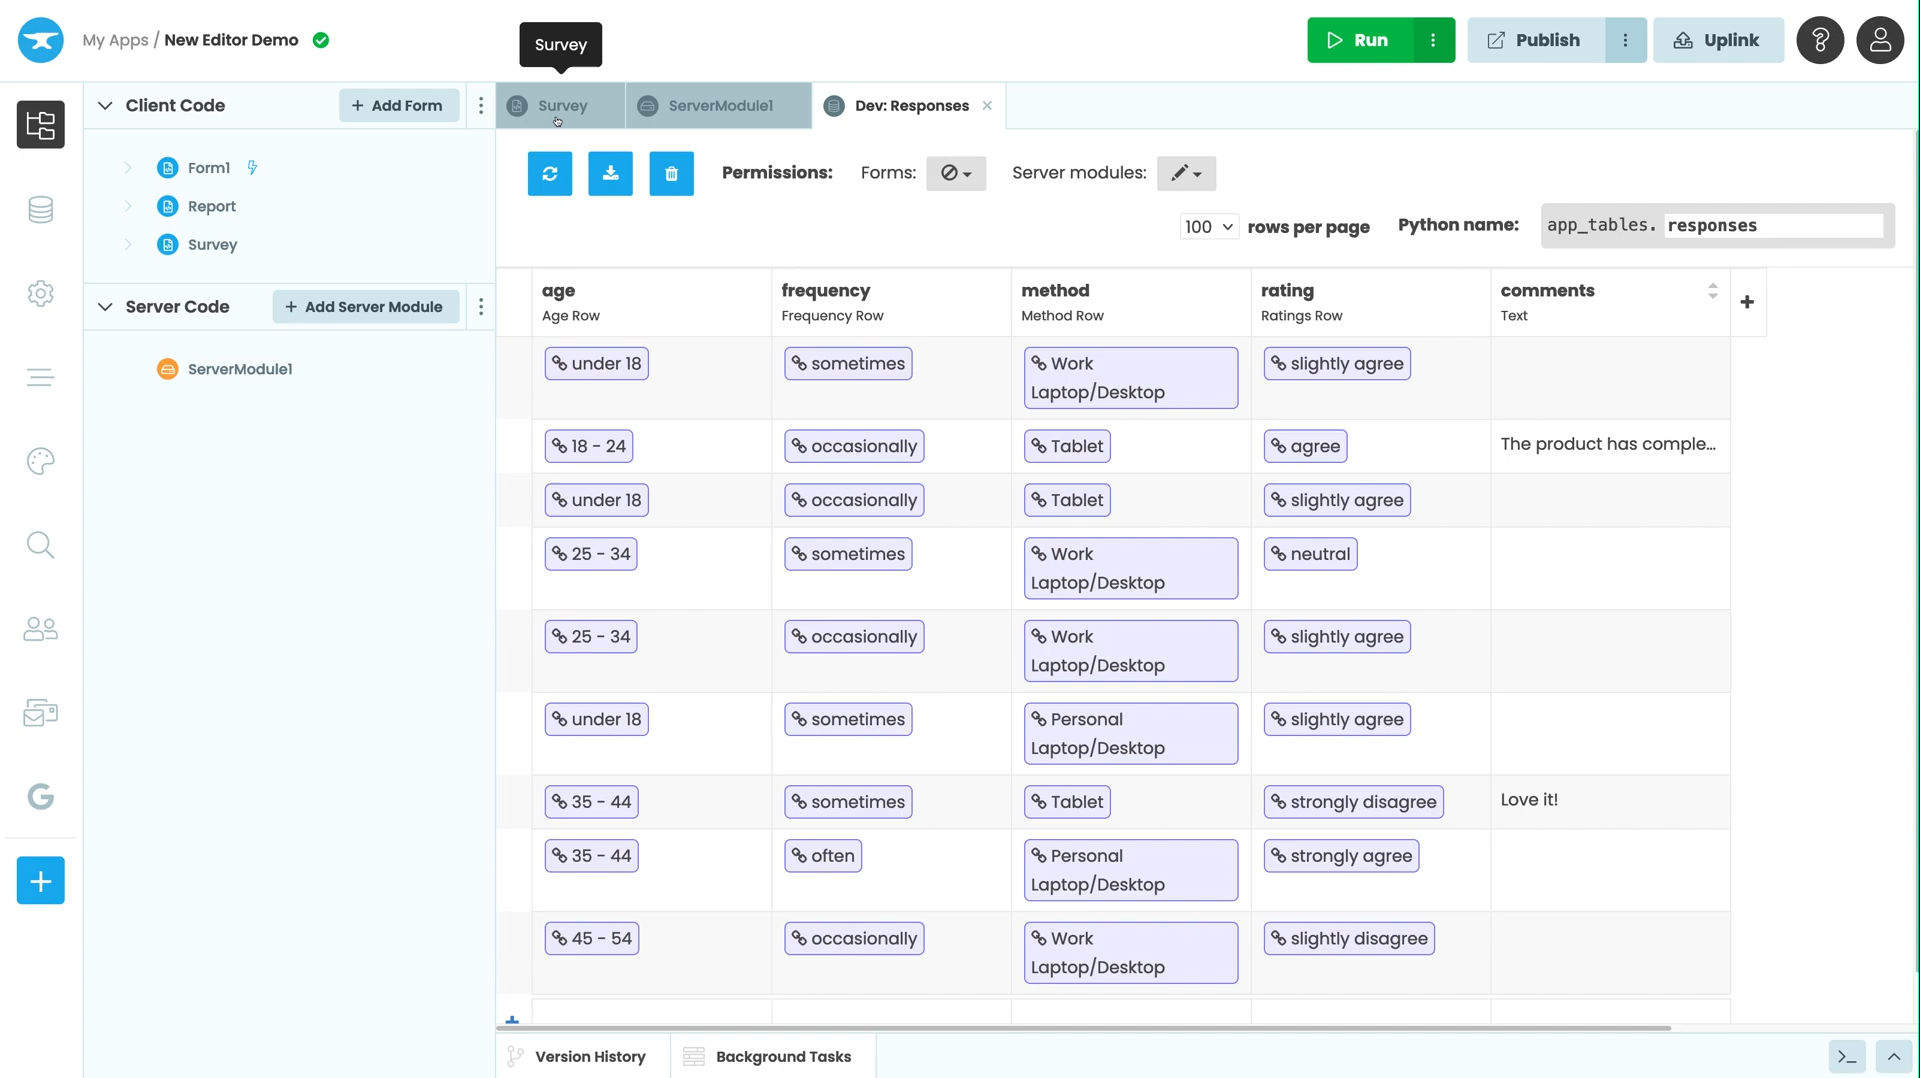 My Apps / New Editor Demo
Survey
Run
Publish
Uplink
?
Client Code
+ Add Form
Survey
ServerModule1
Dev: Responses
Form1
Report
Survey
Server Code
+ Add Server Module
ServerModule1
Permissions:
Forms:
Server modules:
100 rows per page
Python name:
app_tables. responses
age
frequency
method
rating
comments
Age Row
Frequency Row
Method Row
Ratings Row
Text
+
under 18
sometimes
Work
Laptop/Desktop
slightly agree
18 - 24
occasionally
Tablet
agree
The product has comple...
under 18
occasionally
Tablet
slightly agree
25 - 34
sometimes
Work
Laptop/Desktop
neutral
25 - 34
occasionally
Work
Laptop/Desktop
slightly agree
under 18
sometimes
Personal
Laptop/Desktop
slightly agree
35 - 44
sometimes
Tablet
strongly disagree
Love it!
35 - 44
often
Personal
Laptop/Desktop
strongly agree
45 - 54
occasionally
Work
Laptop/Desktop
slightly disagree
G
+
Version History
Background Tasks